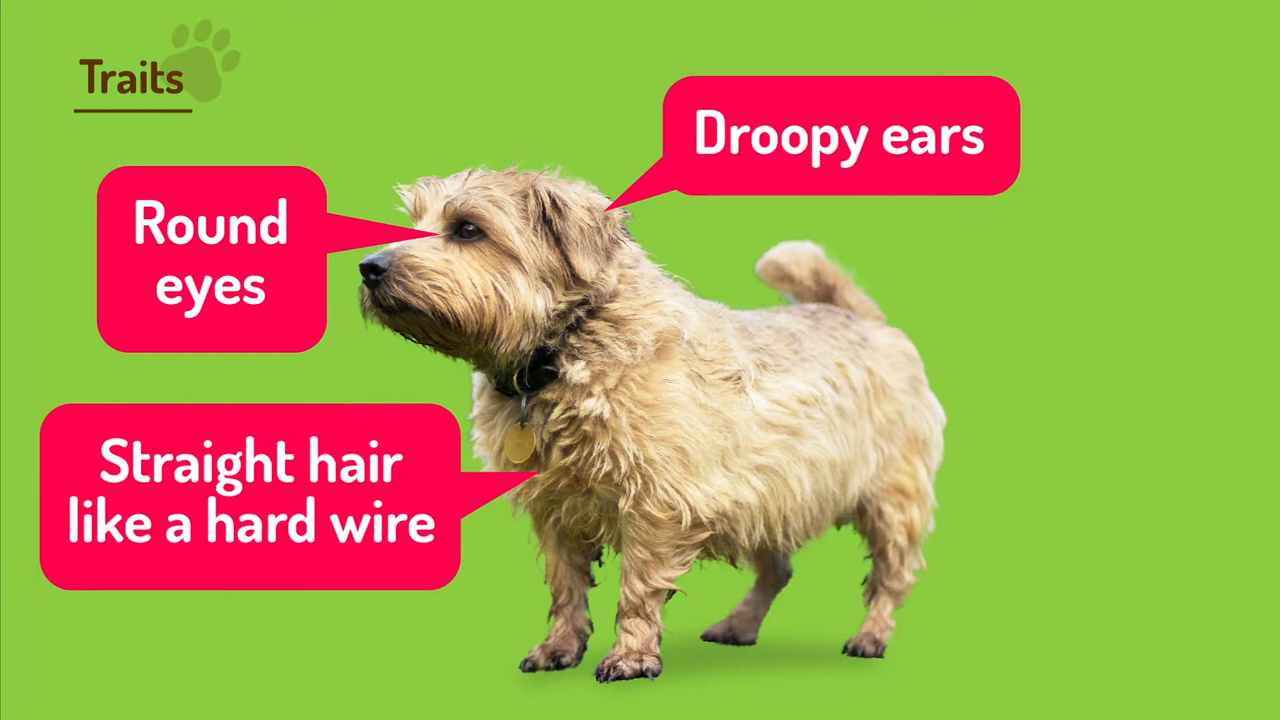 Traits
Droopy ears
Round
eyes
Straight hair
like a hard wire